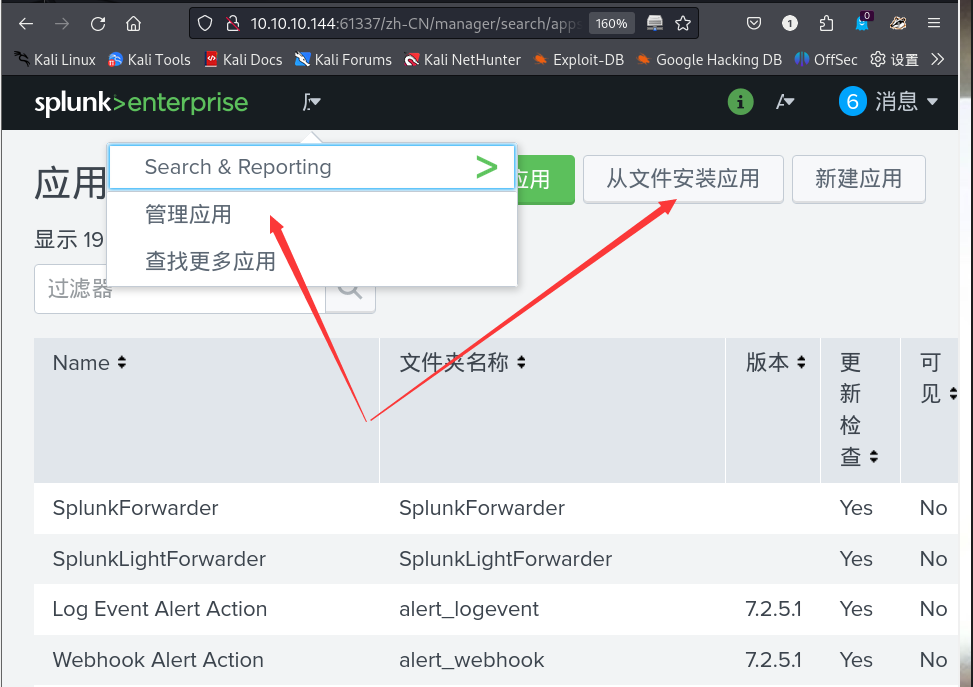 10.10.10.144:61337/zh-CN/manager/search/apps 160% 1 0
Kali Linux Kali Tools Kali Docs Kali Forums Kali NetHunter Exploit-DB Google Hacking DB OffSec 设置
splunk>enterprise i 6 消息
Search & Reporting >
应用 应用 从文件安装应用 新建应用
管理应用
显示 19
查找更多应用
过滤器
Name 文件夹名称 版本 更新检查 可见
SplunkForwarder SplunkForwarder Yes No
SplunkLightForwarder SplunkLightForwarder Yes No
Log Event Alert Action alert_logevent 7.2.5.1 Yes No
Webhook Alert Action alert_webhook 7.2.5.1 Yes No